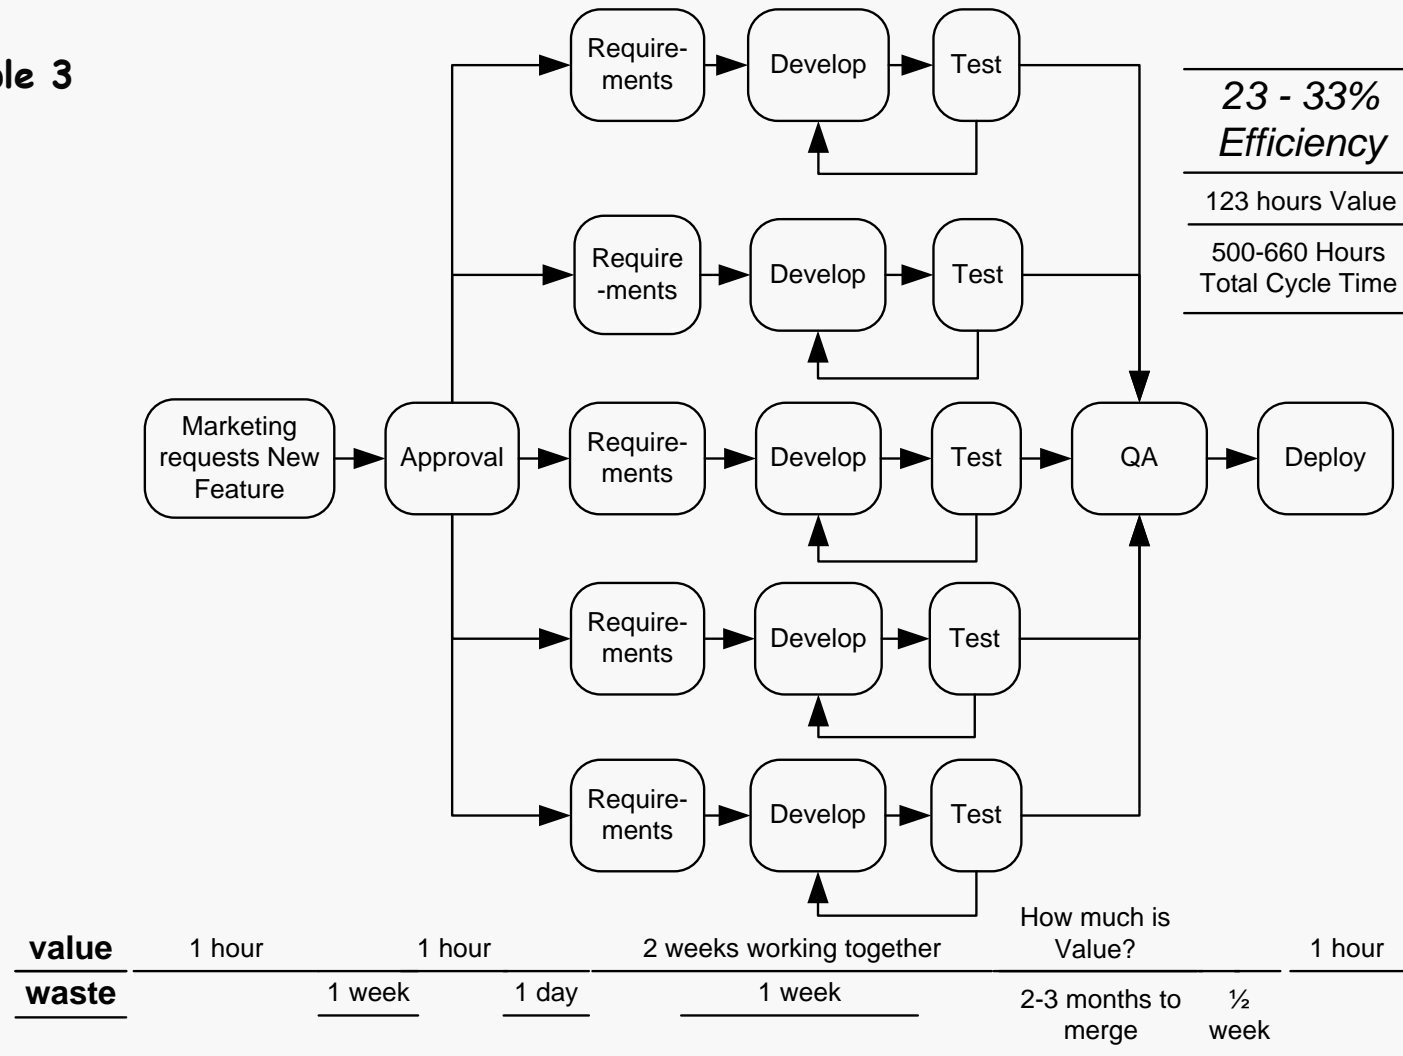 ole 3
Require-
ments
Develop
Test
23 - 33%
Efficiency
123 hours Value
500-660 Hours
Total Cycle Time
Require
-ments
Develop
Test
Marketing
requests New
Feature
Approval
Require-
ments
Develop
Test
QA
Deploy
Require-
ments
Develop
Test
Require-
ments
Develop
Test
value
1 hour
1 hour
2 weeks working together
How much is
Value?
1 hour
waste
1 week
1 day
1 week
2-3 months to
merge
½
week